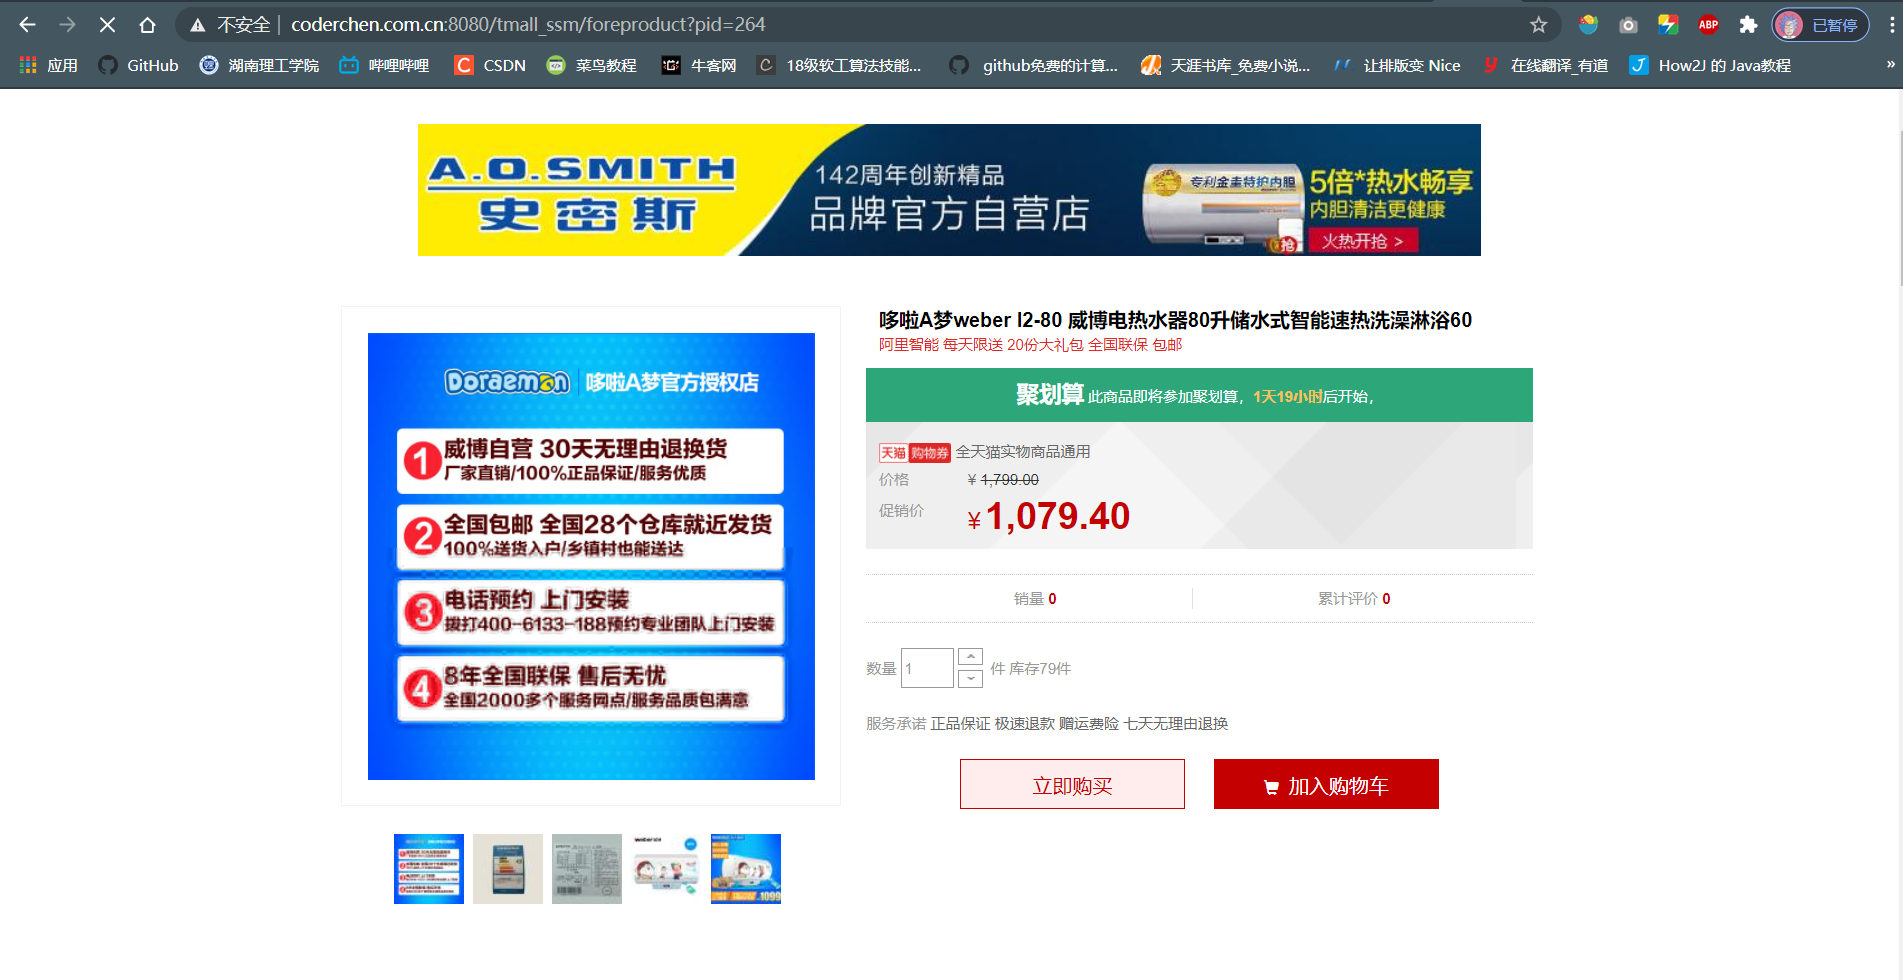 不安全 | coderchen.com.cn:8080/tmall_ssm/foreproduct?pid=264
ABP
已暂停
应用 GitHub 湖南理工学院 哔哩哔哩 CSDN 菜鸟教程 牛客网 18级软工算法技能... github免费的计算... 天涯书库_免费小说... 让排版变 Nice 在线翻译_有道 How2J 的 Java教程 »
A.O.SMITH
史密斯
142周年创新精品
品牌官方自营店
专利金圭特护内胆
5倍*热水畅享
内胆清洁更健康
抢
火热开抢 >
Doraemon 哆啦A梦官方授权店
1 威博自营 30天无理由退换货
厂家直销/100%正品保证/服务优质
2 全国包邮 全国28个仓库就近发货
100%送货入户/乡镇村也能送达
3 电话预约 上门安装
拨打400-6133-188预约专业团队上门安装
4 8年全国联保 售后无忧
全国2000多个服务网点/服务品质包满意
哆啦A梦weber l2-80 威博电热水器80升储水式智能速热洗澡淋浴60
阿里智能 每天限送 20份大礼包 全国联保 包邮
聚划算 此商品即将参加聚划算，1天19小时后开始，
天猫 购物券 全天猫实物商品通用
价格 ¥ 1,799.00
促销价 ¥ 1,079.40
销量 0 累计评价 0
数量 1 件 库存79件
服务承诺 正品保证 极速退款 赠运费险 七天无理由退换
立即购买 加入购物车
weber
1099